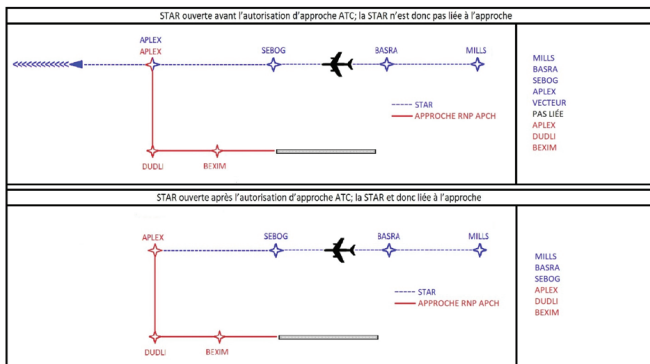 STAR ouverte avant l'autorisation d'approche ATC; la STAR n'est donc pas liée à l'approche
APLEX
APLEX
SEBOG
BASRA
MILLS
STAR
APPROCHE RNP APCH
DUDLI
BEXIM
MILLS
BASRA
SEBOG
APLEX
VECTEUR
PAS LIÉE
APLEX
DUDLI
BEXIM
STAR ouverte après l'autorisation d'approche ATC; la STAR et donc liée à l'approche
APLEX
SEBOG
BASRA
MILLS
STAR
APPROCHE RNP APCH
DUDLI
BEXIM
MILLS
BASRA
SEBOG
APLEX
DUDLI
BEXIM